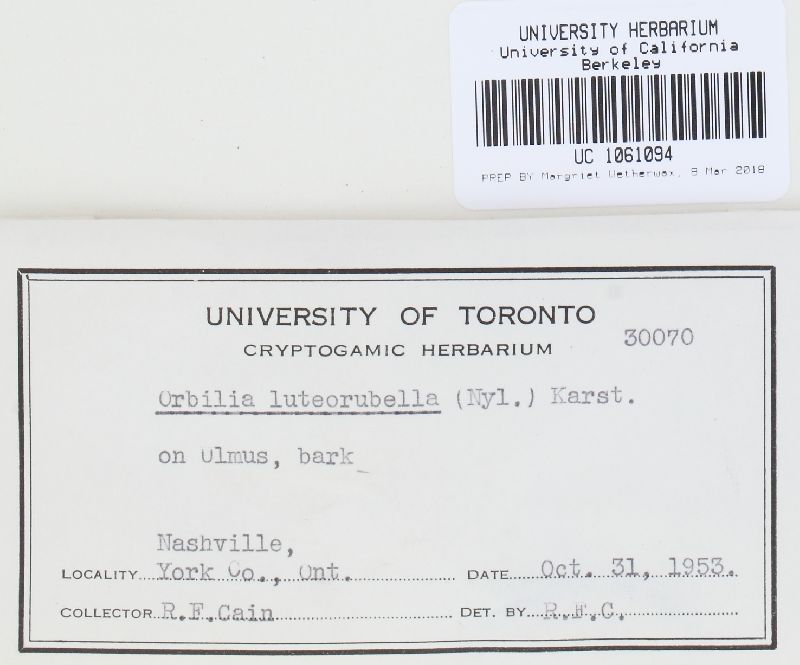 UNIVERSITY HERBARIUM
University of California
Berkeley
UC 1061094
PREP BY Margriet Wetherwax, 8 Mar 2018
UNIVERSITY OF TORONTO
CRYPTOGAMIC HERBARIUM
30070
Orbilia luteorubella (Nyl.) Karst.
on Ulmus, bark
Nashville,
LOCALITY York Co., Ont. DATE Oct. 31, 1953.
COLLECTOR R.F.Cain DET. BY R.F.C.